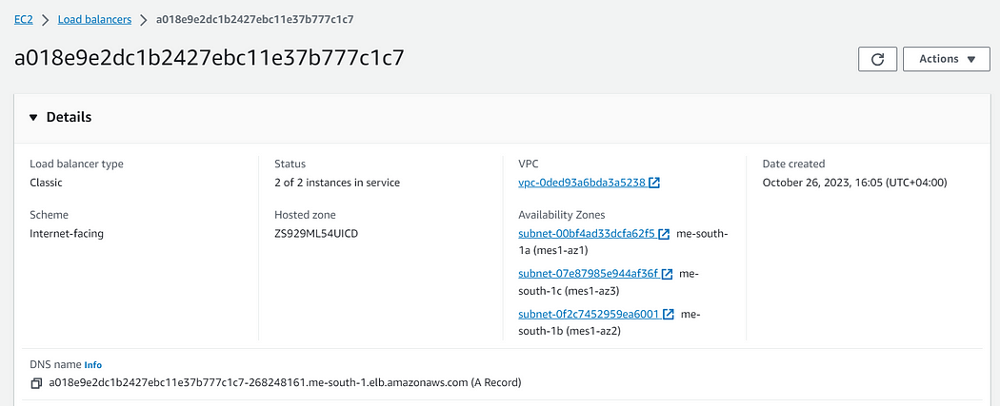 EC2 > Load balancers > a018e9e2dc1b2427ebc11e37b777c1c7
a018e9e2dc1b2427ebc11e37b777c1c7
Actions
Details
Load balancer type
Classic
Scheme
Internet-facing
Status
2 of 2 instances in service
Hosted zone
ZS929ML54UICD
VPC
vpc-0ded93a6bda3a5238
Availability Zones
subnet-00bf4ad33dcfa62f5 me-south-
1a (mes1-az1)
subnet-07e87985e944af36f me-
south-1c (mes1-az3)
subnet-0f2c7452959ea6001 me-
south-1b (mes1-az2)
Date created
October 26, 2023, 16:05 (UTC+04:00)
DNS name Info
a018e9e2dc1b2427ebc11e37b777c1c7-268248161.me-south-1.elb.amazonaws.com (A Record)